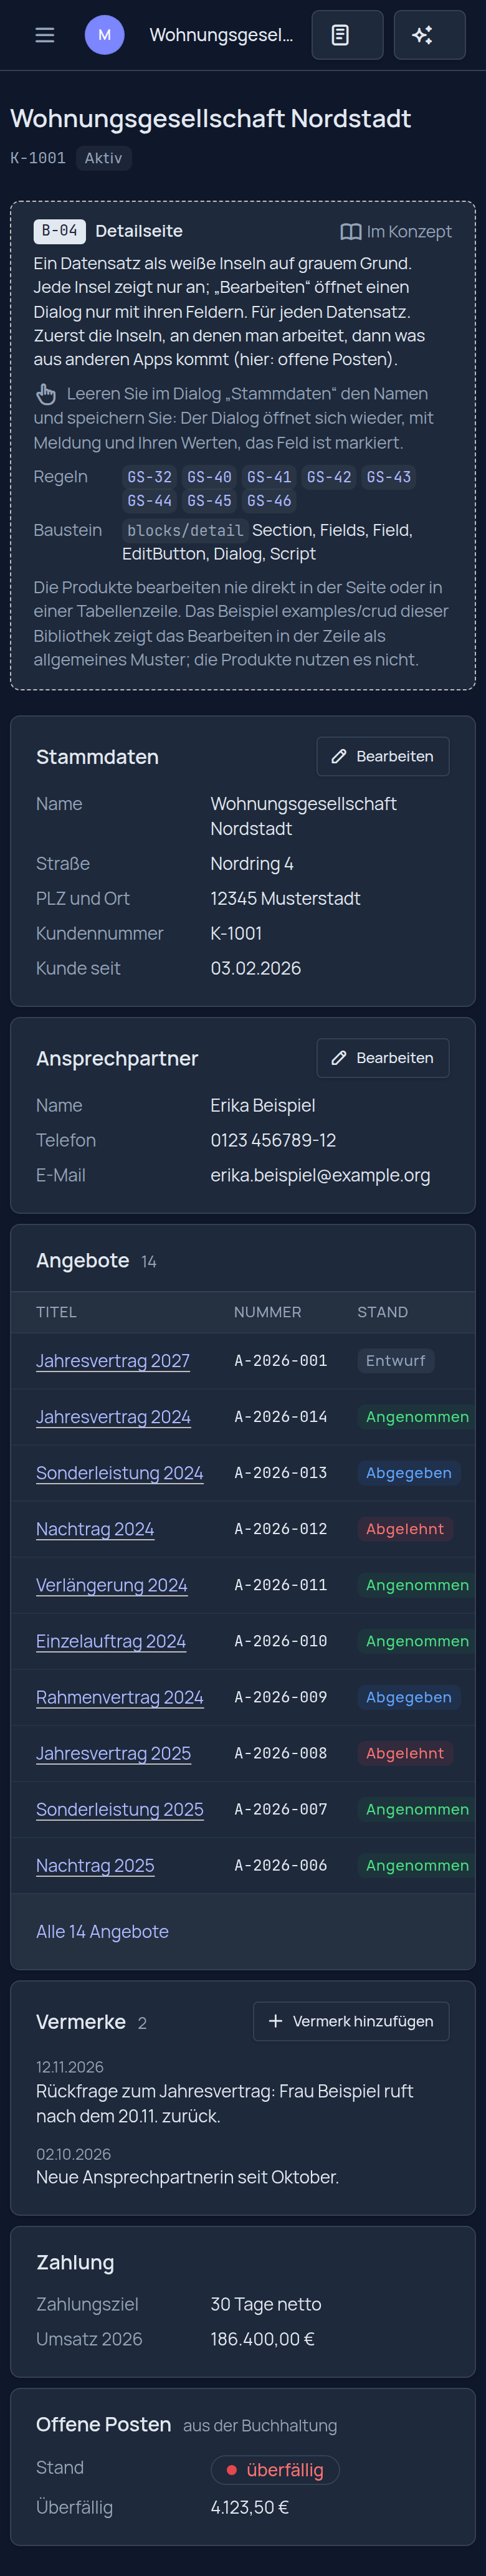 M Wohnungsgesel...
Wohnungsgesellschaft Nordstadt
K-1001 Aktiv
B-04 Detailseite Im Konzept
Ein Datensatz als weiße Inseln auf grauem Grund.
Jede Insel zeigt nur an; „Bearbeiten“ öffnet einen
Dialog nur mit ihren Feldern. Für jeden Datensatz.
Zuerst die Inseln, an denen man arbeitet, dann was
aus anderen Apps kommt (hier: offene Posten).
Leeren Sie im Dialog „Stammdaten“ den Namen
und speichern Sie: Der Dialog öffnet sich wieder, mit
Meldung und Ihren Werten, das Feld ist markiert.
Regeln GS-32 GS-40 GS-41 GS-42 GS-43
GS-44 GS-45 GS-46
Baustein blocks/detail Section, Fields, Field,
EditButton, Dialog, Script
Die Produkte bearbeiten nie direkt in der Seite oder in
einer Tabellenzeile. Das Beispiel examples/crud dieser
Bibliothek zeigt das Bearbeiten in der Zeile als
allgemeines Muster; die Produkte nutzen es nicht.
Stammdaten Bearbeiten
Name Wohnungsgesellschaft
Nordstadt
Straße Nordring 4
PLZ und Ort 12345 Musterstadt
Kundennummer K-1001
Kunde seit 03.02.2026
Ansprechpartner Bearbeiten
Name Erika Beispiel
Telefon 0123 456789-12
E-Mail erika.beispiel@example.org
Angebote 14
TITEL NUMMER STAND
Jahresvertrag 2027 A-2026-001 Entwurf
Jahresvertrag 2024 A-2026-014 Angenommen
Sonderleistung 2024 A-2026-013 Abgegeben
Nachtrag 2024 A-2026-012 Abgelehnt
Verlängerung 2024 A-2026-011 Angenommen
Einzelauftrag 2024 A-2026-010 Angenommen
Rahmenvertrag 2024 A-2026-009 Abgegeben
Jahresvertrag 2025 A-2026-008 Abgelehnt
Sonderleistung 2025 A-2026-007 Angenommen
Nachtrag 2025 A-2026-006 Angenommen
Alle 14 Angebote
Vermerke 2 Vermerk hinzufügen
12.11.2026
Rückfrage zum Jahresvertrag: Frau Beispiel ruft
nach dem 20.11. zurück.
02.10.2026
Neue Ansprechpartnerin seit Oktober.
Zahlung
Zahlungsziel 30 Tage netto
Umsatz 2026 186.400,00 €
Offene Posten aus der Buchhaltung
Stand überfällig
Überfällig 4.123,50 €